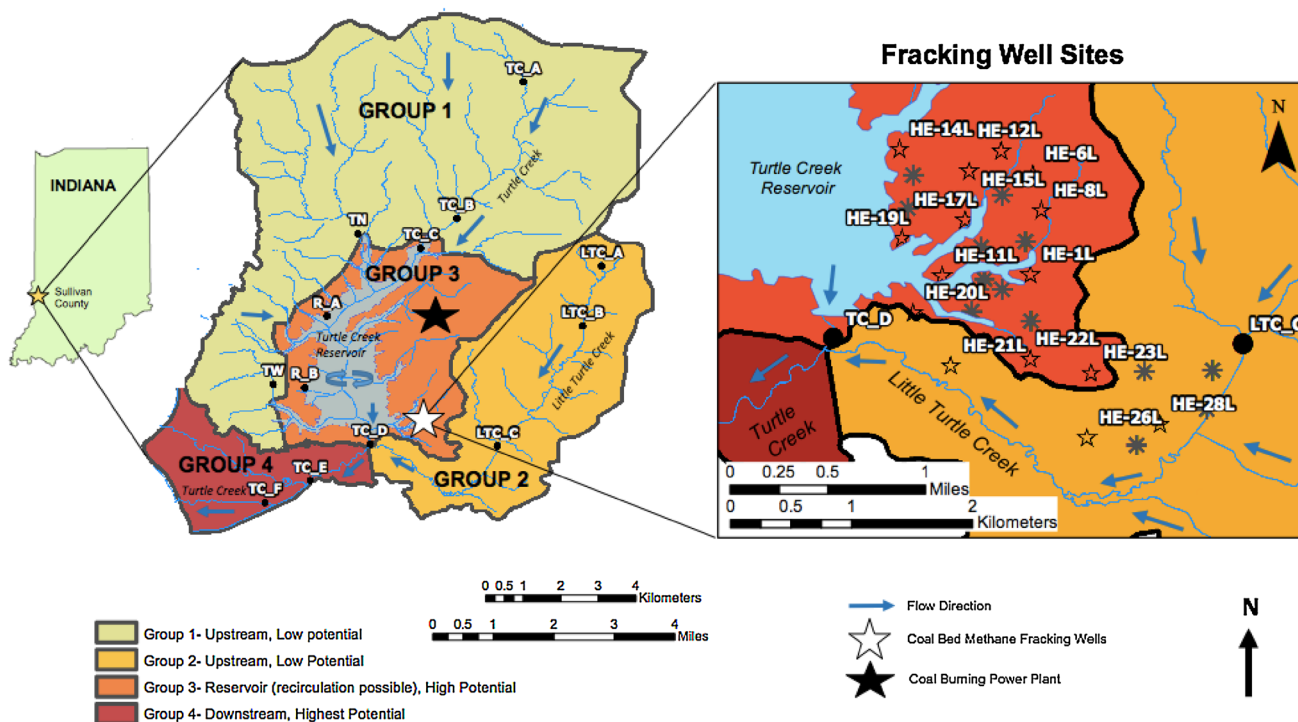 Fracking Well Sites
INDIANA
Sullivan
County
GROUP 1
TC_A
Turtle Creek
TC_B
TN
TC_C
GROUP 3
LTC_A
R_A
LTC_B
Turtle Creek
Reservoir
TW
R_B
Little Turtle Creek
TC_D
LTC_C
GROUP 2
GROUP 4
TC_E
Turtle Creek
TC_F
N
HE-14L
HE-12L
Turtle Creek
Reservoir
HE-6L
HE-15L
HE-17L
HE-8L
HE-19L
HE-11L
HE-1L
HE-20L
TC_D
LTC_C
HE-21L
HE-22L
HE-23L
HE-28L
HE-26L
Little Turtle Creek
Turtle
Creek
0 0.25 0.5 1
Miles
0 0.5 1 2
Kilometers
0 0.5 1 2 3 4
Kilometers
0 0.5 1 2 3 4
Miles
Group 1- Upstream, Low potential
Group 2- Upstream, Low Potential
Group 3- Reservoir (recirculation possible), High Potential
Group 4- Downstream, Highest Potential
Flow Direction
Coal Bed Methane Fracking Wells
Coal Burning Power Plant
N